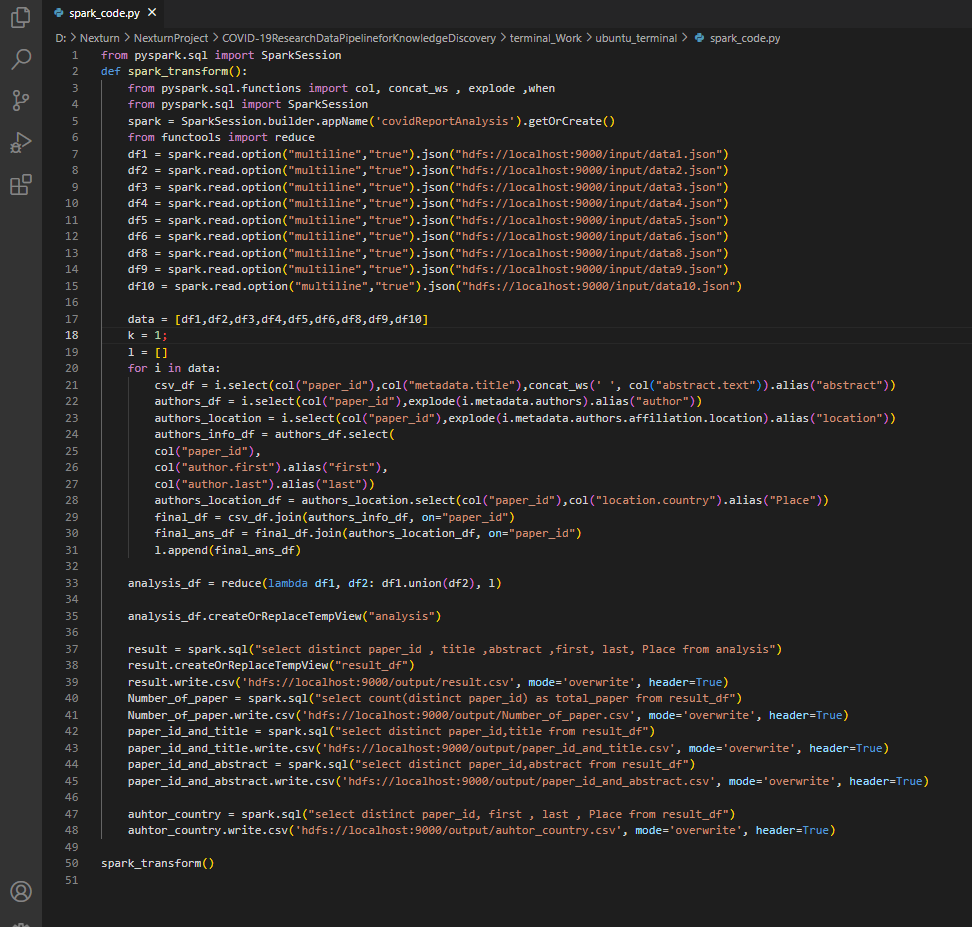 spark_code.py ×
D: > Nexturn > NexturnProject > COVID-19ResearchDataPipelineforKnowledgeDiscovery > terminal_Work > ubuntu_terminal > spark_code.py
1 from pyspark.sql import SparkSession
2 def spark_transform():
3     from pyspark.sql.functions import col, concat_ws , explode ,when
4     from pyspark.sql import SparkSession
5     spark = SparkSession.builder.appName('covidReportAnalysis').getOrCreate()
6     from functools import reduce
7     df1 = spark.read.option("multiline","true").json("hdfs://localhost:9000/input/data1.json")
8     df2 = spark.read.option("multiline","true").json("hdfs://localhost:9000/input/data2.json")
9     df3 = spark.read.option("multiline","true").json("hdfs://localhost:9000/input/data3.json")
10     df4 = spark.read.option("multiline","true").json("hdfs://localhost:9000/input/data4.json")
11     df5 = spark.read.option("multiline","true").json("hdfs://localhost:9000/input/data5.json")
12     df6 = spark.read.option("multiline","true").json("hdfs://localhost:9000/input/data6.json")
13     df8 = spark.read.option("multiline","true").json("hdfs://localhost:9000/input/data8.json")
14     df9 = spark.read.option("multiline","true").json("hdfs://localhost:9000/input/data9.json")
15     df10 = spark.read.option("multiline","true").json("hdfs://localhost:9000/input/data10.json")
16
17     data = [df1,df2,df3,df4,df5,df6,df8,df9,df10]
18     k = 1;
19     l = []
20     for i in data:
21         csv_df = i.select(col("paper_id"),col("metadata.title"),concat_ws(' ', col("abstract.text")).alias("abstract"))
22         authors_df = i.select(col("paper_id"),explode(i.metadata.authors).alias("author"))
23         authors_location = i.select(col("paper_id"),explode(i.metadata.authors.affiliation.location).alias("location"))
24         authors_info_df = authors_df.select(
25         col("paper_id"),
26         col("author.first").alias("first"),
27         col("author.last").alias("last"))
28         authors_location_df = authors_location.select(col("paper_id"),col("location.country").alias("Place"))
29         final_df = csv_df.join(authors_info_df, on="paper_id")
30         final_ans_df = final_df.join(authors_location_df, on="paper_id")
31         l.append(final_ans_df)
32
33     analysis_df = reduce(lambda df1, df2: df1.union(df2), l)
34
35     analysis_df.createOrReplaceTempView("analysis")
36
37     result = spark.sql("select distinct paper_id , title ,abstract ,first, last, Place from analysis")
38     result.createOrReplaceTempView("result_df")
39     result.write.csv('hdfs://localhost:9000/output/result.csv', mode='overwrite', header=True)
40     Number_of_paper = spark.sql("select count(distinct paper_id) as total_paper from result_df")
41     Number_of_paper.write.csv('hdfs://localhost:9000/output/Number_of_paper.csv', mode='overwrite', header=True)
42     paper_id_and_title = spark.sql("select distinct paper_id,title from result_df")
43     paper_id_and_title.write.csv('hdfs://localhost:9000/output/paper_id_and_title.csv', mode='overwrite', header=True)
44     paper_id_and_abstract = spark.sql("select distinct paper_id,abstract from result_df")
45     paper_id_and_abstract.write.csv('hdfs://localhost:9000/output/paper_id_and_abstract.csv', mode='overwrite', header=True)
46
47     auhtor_country = spark.sql("select distinct paper_id, first , last , Place from result_df")
48     auhtor_country.write.csv('hdfs://localhost:9000/output/auhtor_country.csv', mode='overwrite', header=True)
49
50 spark_transform()
51